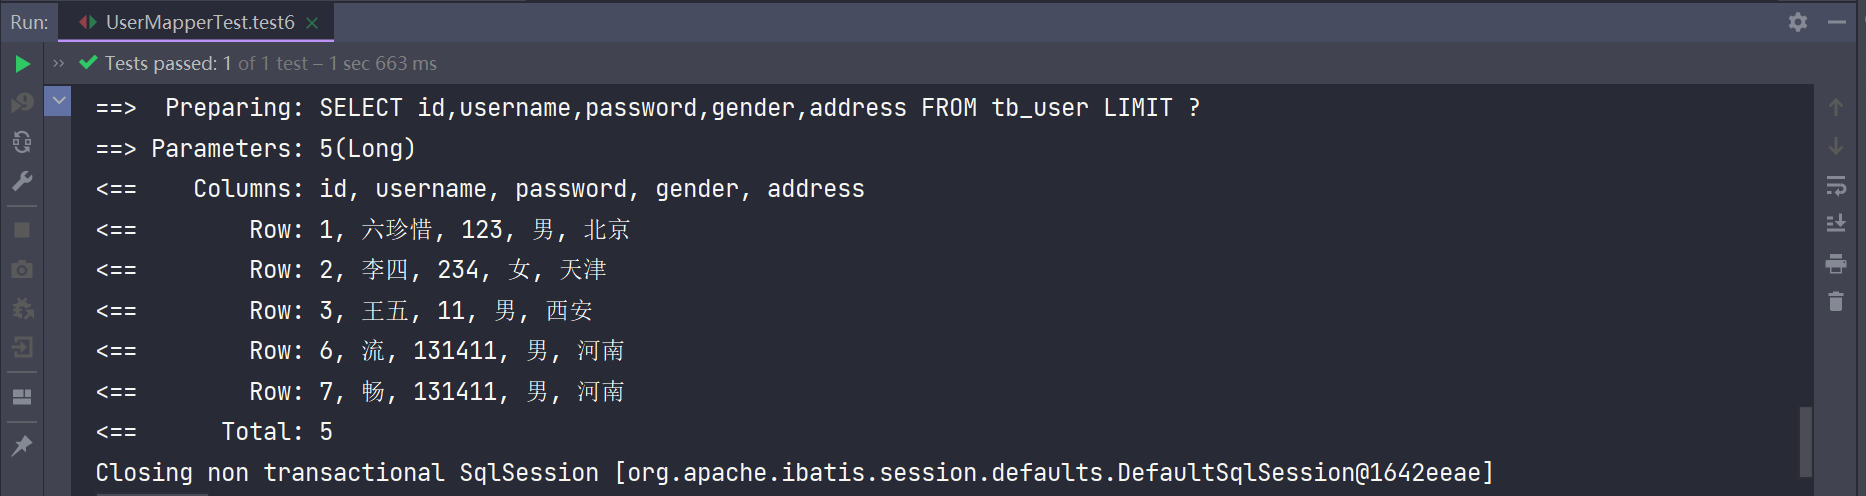 Run: UserMapperTest.test6
Tests passed: 1 of 1 test – 1 sec 663 ms
==>  Preparing: SELECT id,username,password,gender,address FROM tb_user LIMIT ?
==> Parameters: 5(Long)
<==    Columns: id, username, password, gender, address
<==        Row: 1, 六珍惜, 123, 男, 北京
<==        Row: 2, 李四, 234, 女, 天津
<==        Row: 3, 王五, 11, 男, 西安
<==        Row: 6, 流, 131411, 男, 河南
<==        Row: 7, 畅, 131411, 男, 河南
<==      Total: 5
Closing non transactional SqlSession [org.apache.ibatis.session.defaults.DefaultSqlSession@1642eeae]